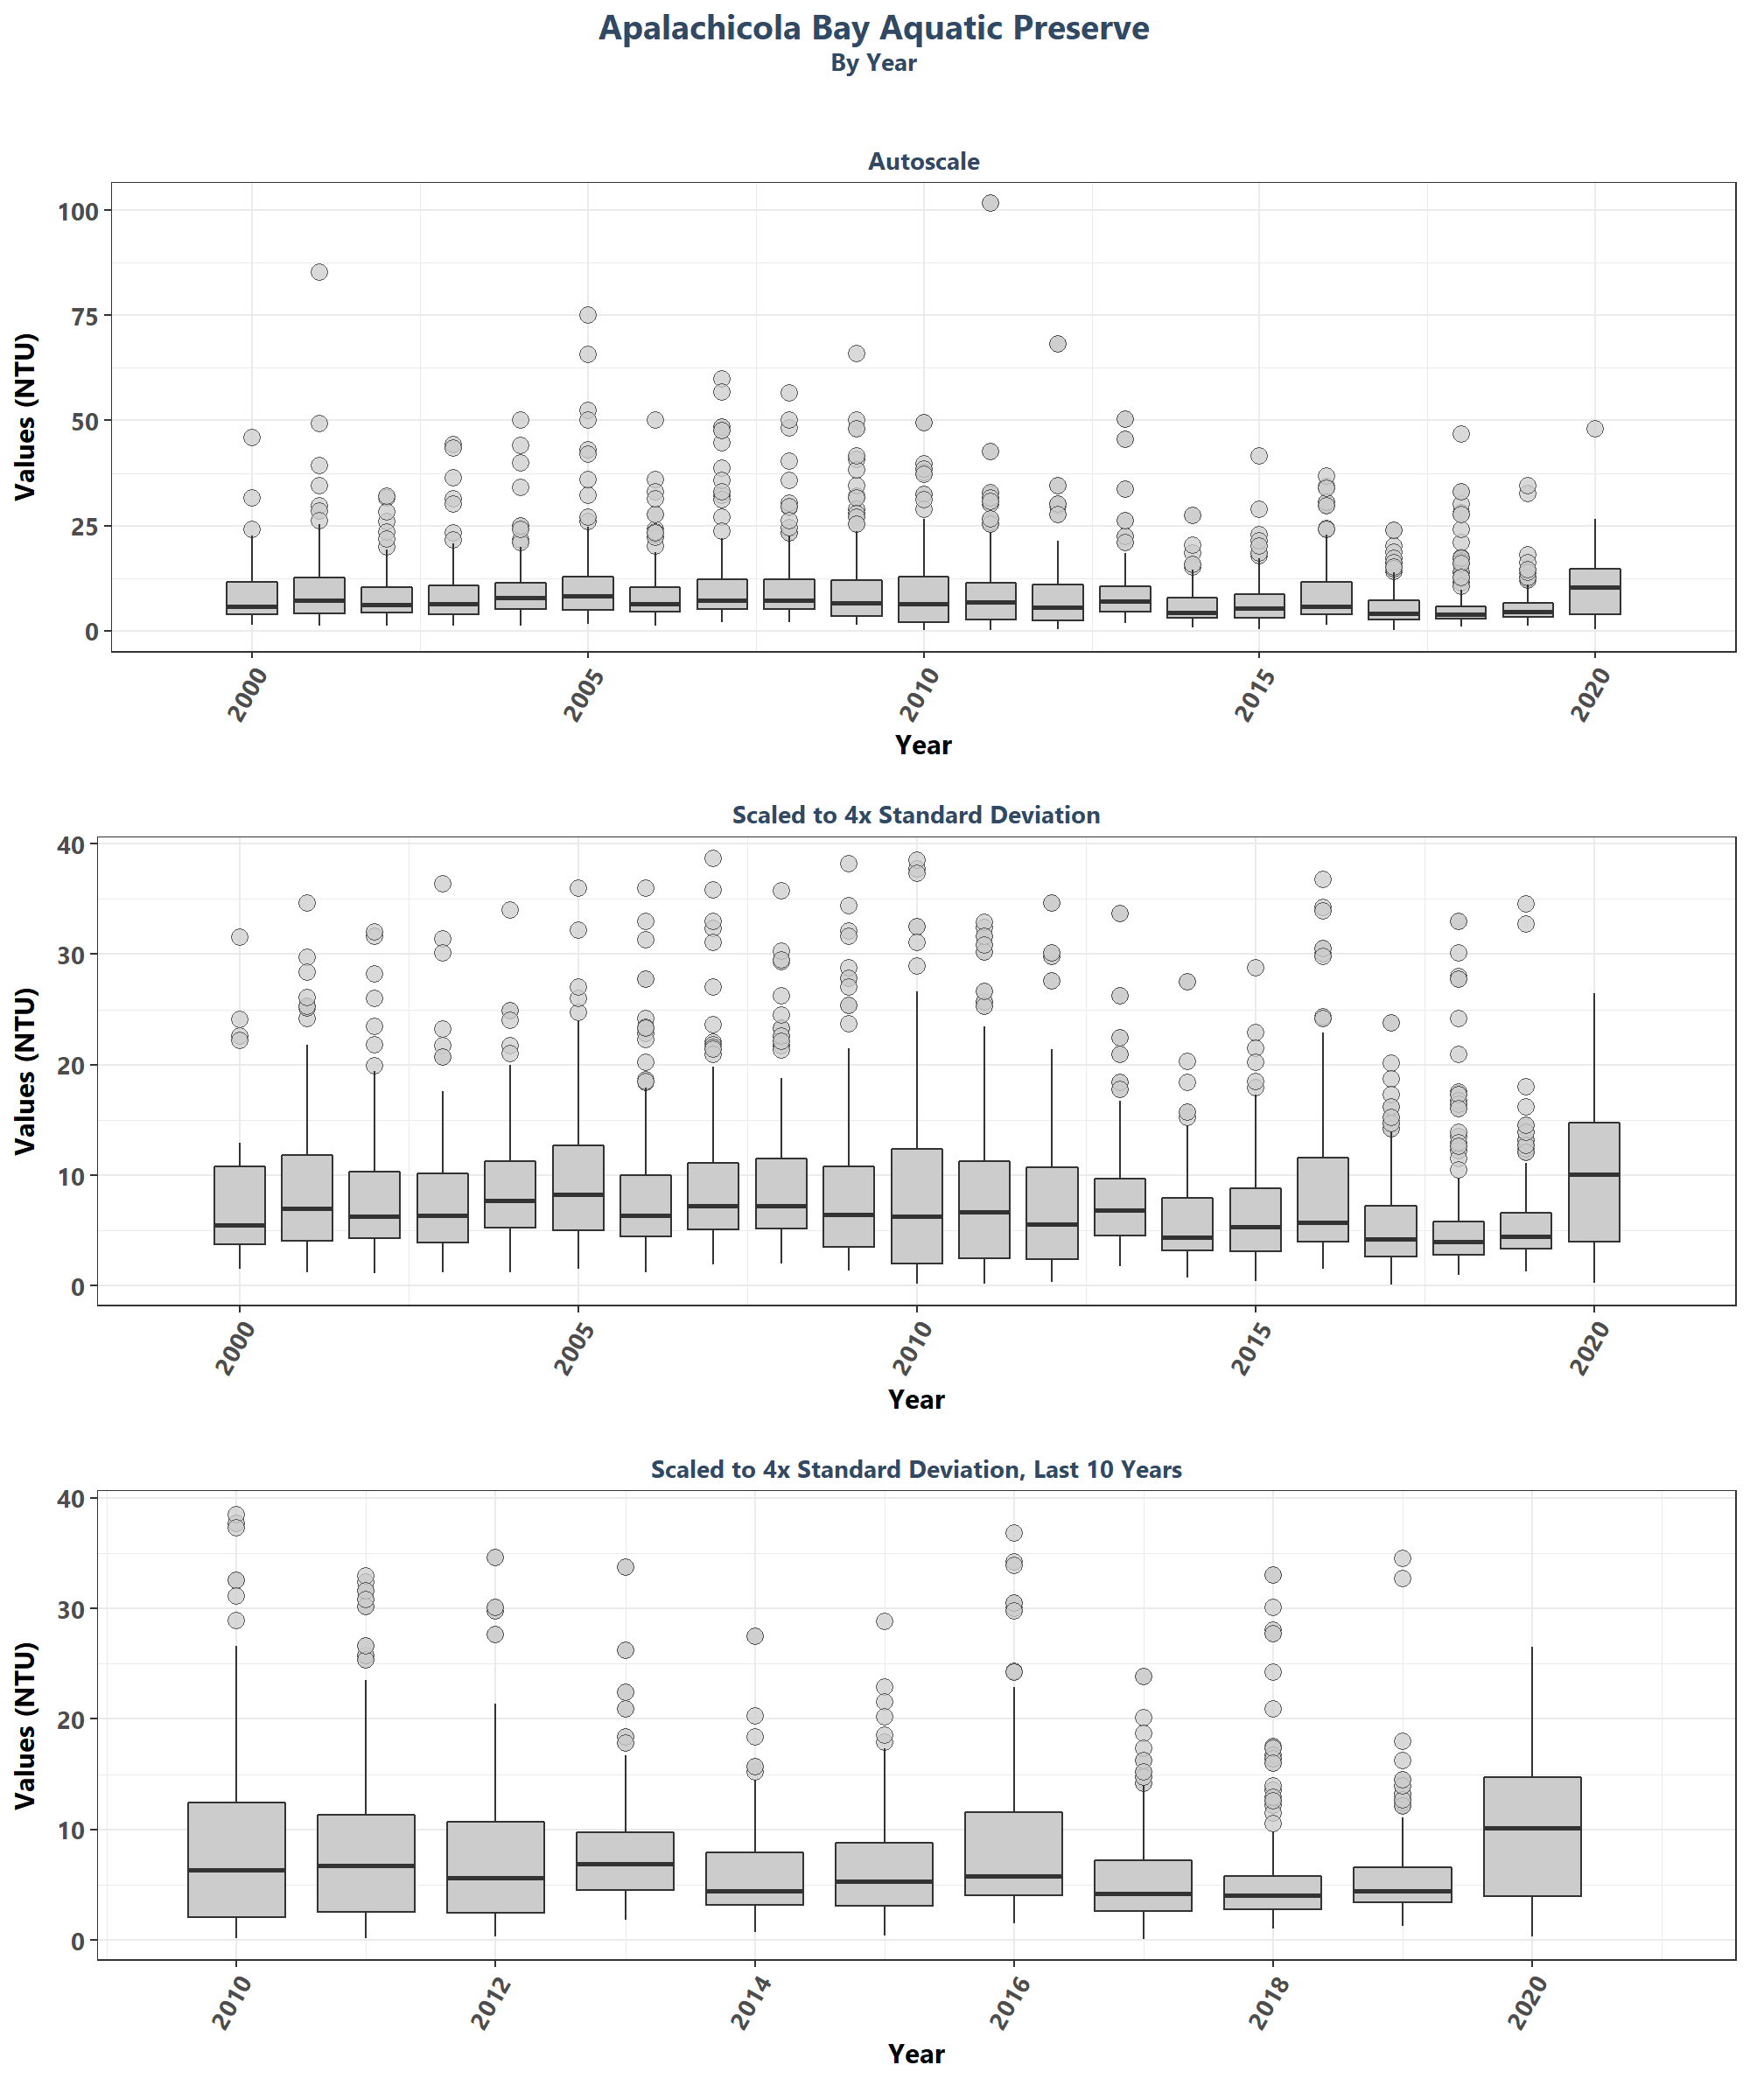 Apalachicola Bay Aquatic Preserve
By Year
Autoscale
100
75
50
25
0
Values (NTU)
2000 2005 2010 2015 2020
Year
Scaled to 4x Standard Deviation
40
30
20
10
0
Values (NTU)
2000 2005 2010 2015 2020
Year
Scaled to 4x Standard Deviation, Last 10 Years
40
30
20
10
0
Values (NTU)
2010 2012 2014 2016 2018 2020
Year